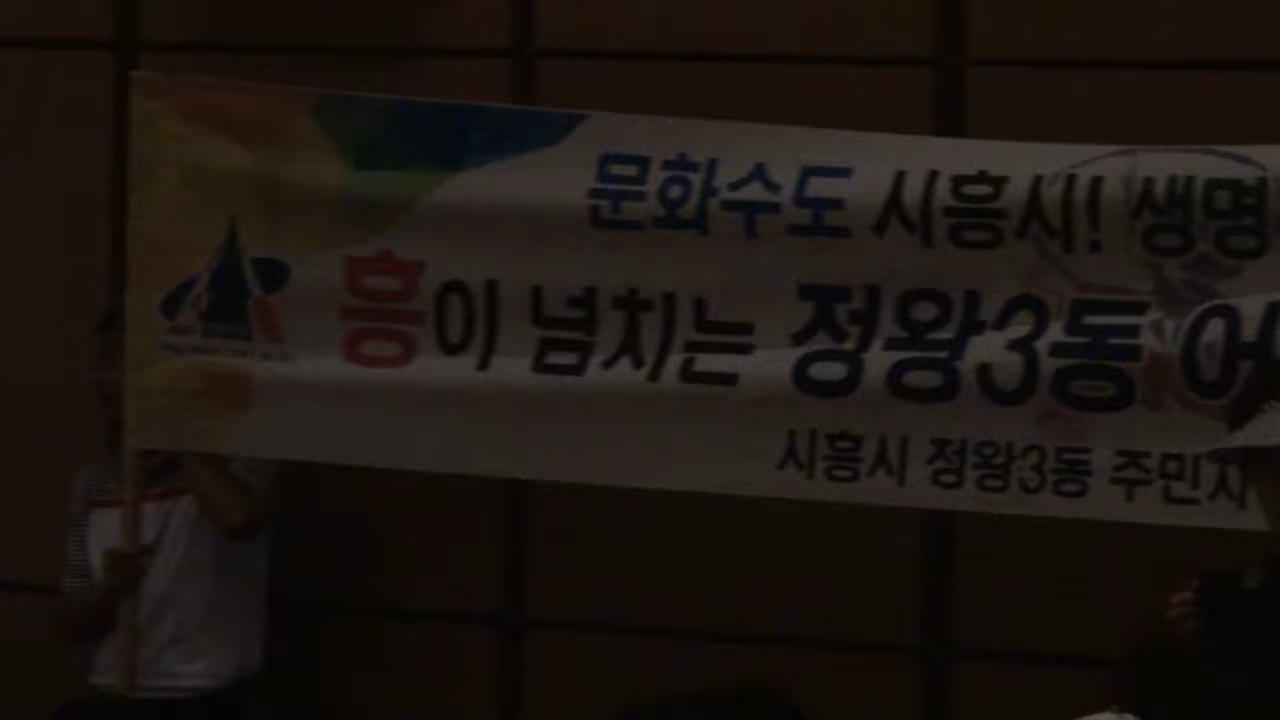 문화수도 시흥시! 생명
흥이 넘치는 정왕3동 어
시흥시 정왕3동 주민자